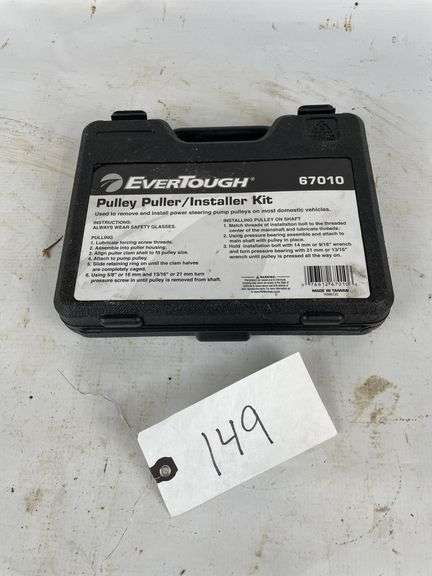 EVERTOUGH® 67010
Pulley Puller/Installer Kit
Used to remove and install power steering pump pulleys on most domestic vehicles.
INSTRUCTIONS:
ALWAYS WEAR SAFETY GLASSES.
PULLING
1. Lubricate forcing screw threads.
2. Assemble into puller housing.
3. Align puller clam shell to fit pulley size.
4. Attach to pump pulley.
5. Slide retaining ring on until the clam halves
are completely caged.
6. Using 5/8" or 16 mm and 13/16" or 21 mm turn
pressure screw in until pulley is removed from shaft.
INSTALLING PULLEY ON SHAFT
1. Match threads of installation bolt to the threaded
center of the mainshaft and lubricate threads.
2. Using pressure bearing assemble and attach to
main shaft with pulley in place.
3. Hold installation bolt with 14 mm or 9/16" wrench
and turn pressure bearing with 21 mm or 13/16"
wrench until pulley is pressed all the way on.
WARNING
MADE IN TAIWAN
149